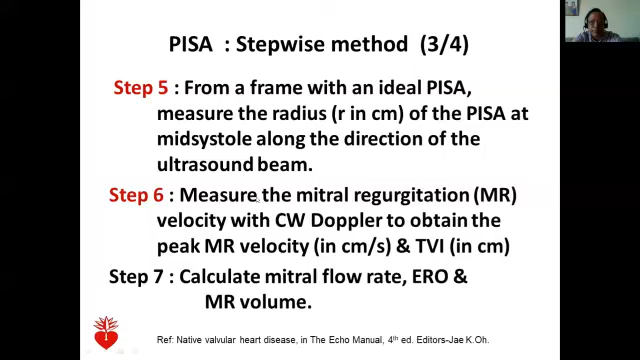 PISA : Stepwise method (3/4)
Step 5 : From a frame with an ideal PISA,
measure the radius (r in cm) of the PISA at
midsystole along the direction of the
ultrasound beam.
Step 6 : Measure the mitral regurgitation (MR)
velocity with CW Doppler to obtain the
peak MR velocity (in cm/s) & TVI (in cm)
Step 7 : Calculate mitral flow rate, ERO &
MR volume.
Ref: Native valvular heart disease, in The Echo Manual, 4th ed. Editors-Jae K.Oh.